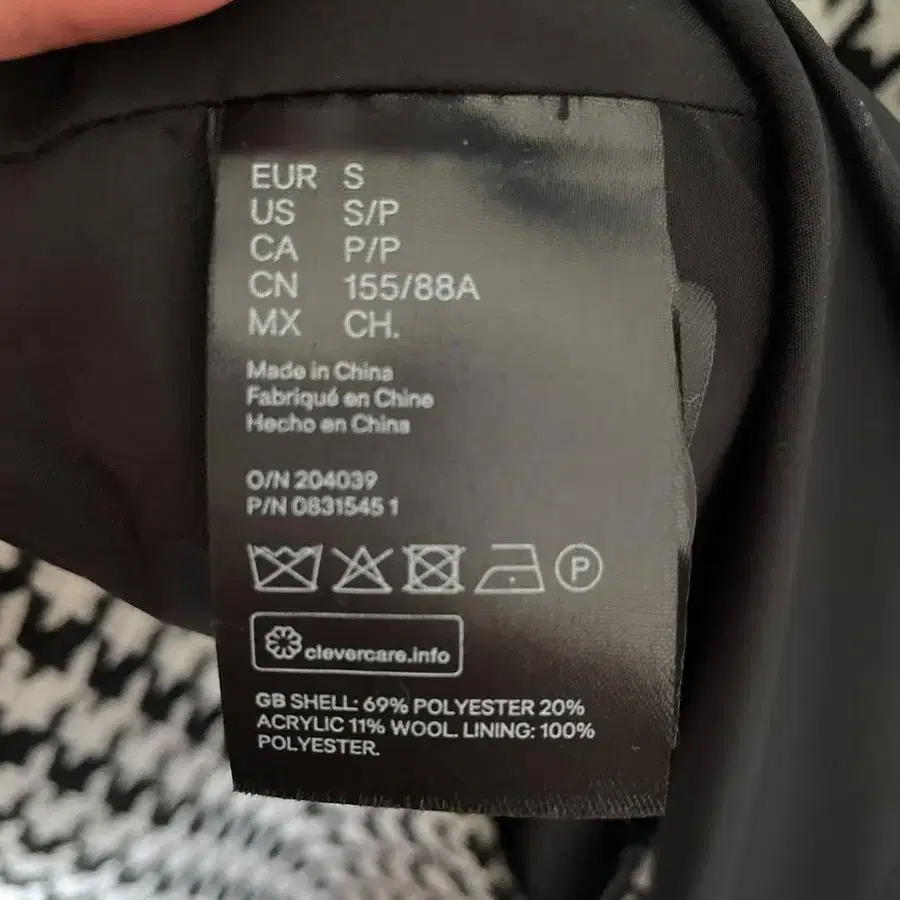 EUR S
US S/P
CA P/P
CN 155/88A
MX CH.
Made in China
Fabriqué en Chine
Hecho en China
O/N 204039
P/N 0831545 1
P
clevercare.info
GB SHELL: 69% POLYESTER 20%
ACRYLIC 11% WOOL. LINING: 100%
POLYESTER.